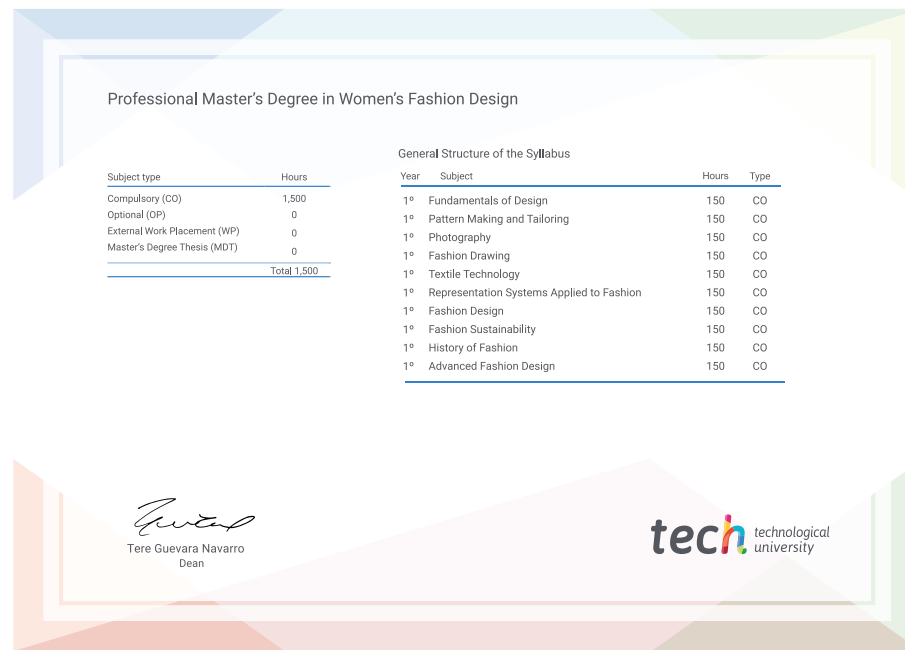 Professional Master's Degree in Women's Fashion Design
Subject type Hours
Compulsory (CO) 1,500
Optional (OP) 0
External Work Placement (WP) 0
Master's Degree Thesis (MDT) 0
Total 1,500
General Structure of the Syllabus
Year Subject Hours Type
1º Fundamentals of Design 150 CO
1º Pattern Making and Tailoring 150 CO
1º Photography 150 CO
1º Fashion Drawing 150 CO
1º Textile Technology 150 CO
1º Representation Systems Applied to Fashion 150 CO
1º Fashion Design 150 CO
1º Fashion Sustainability 150 CO
1º History of Fashion 150 CO
1º Advanced Fashion Design 150 CO
Tere Guevara Navarro
Dean
tech technological
university